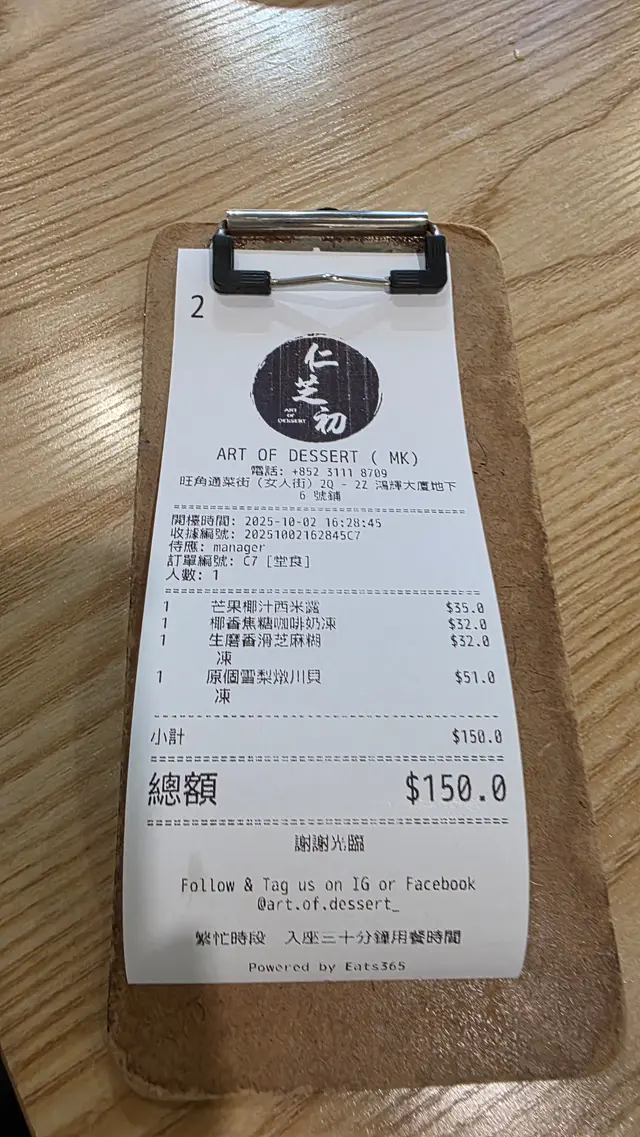 2
仁芝初
ART OF DESSERT
ART OF DESSERT ( MK)
電話: +852 3111 8709
旺角通菜街（女人街）2Q - 2Z 鴻輝大廈地下
6 號鋪
開檯時間: 2025-10-02 16:28:45
收據編號: 20251002162845C7
侍應: manager
訂單編號: C7 [堂食]
人數: 1
1 芒果椰汁西米露 $35.0
1 椰香焦糖咖啡奶凍 $32.0
1 生磨香滑芝麻糊 $32.0
凍
1 原個雪梨燉川貝 $51.0
凍
小計 $150.0
總額 $150.0
謝謝光臨
Follow & Tag us on IG or Facebook
@art.of.dessert_
繁忙時段 入座三十分鐘用餐時間
Powered by Eats365